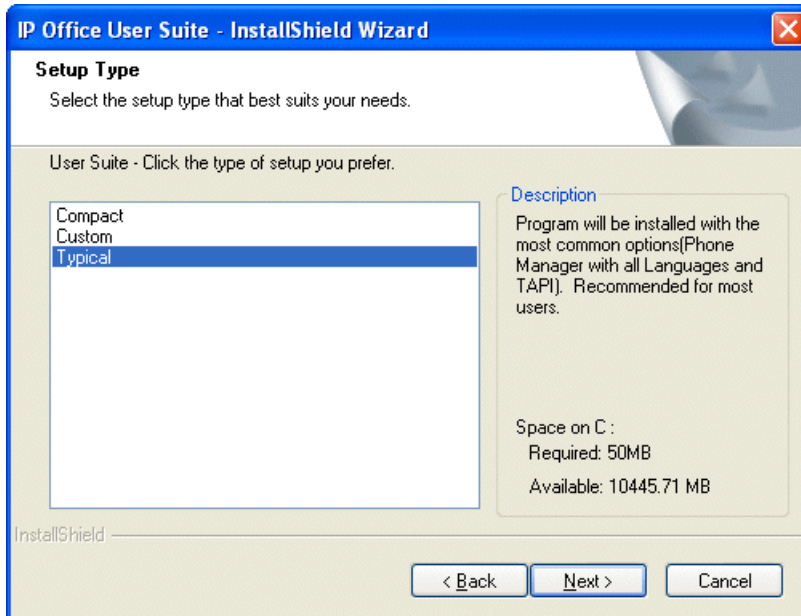 IP Office User Suite - InstallShield Wizard
Setup Type
Select the setup type that best suits your needs.
User Suite - Click the type of setup you prefer.
Compact
Custom
Typical
Description
Program will be installed with the
most common options(Phone
Manager with all Languages and
TAPI).  Recommended for most
users.
Space on C :
Required: 50MB
Available: 10445.71 MB
InstallShield
< Back
Next >
Cancel